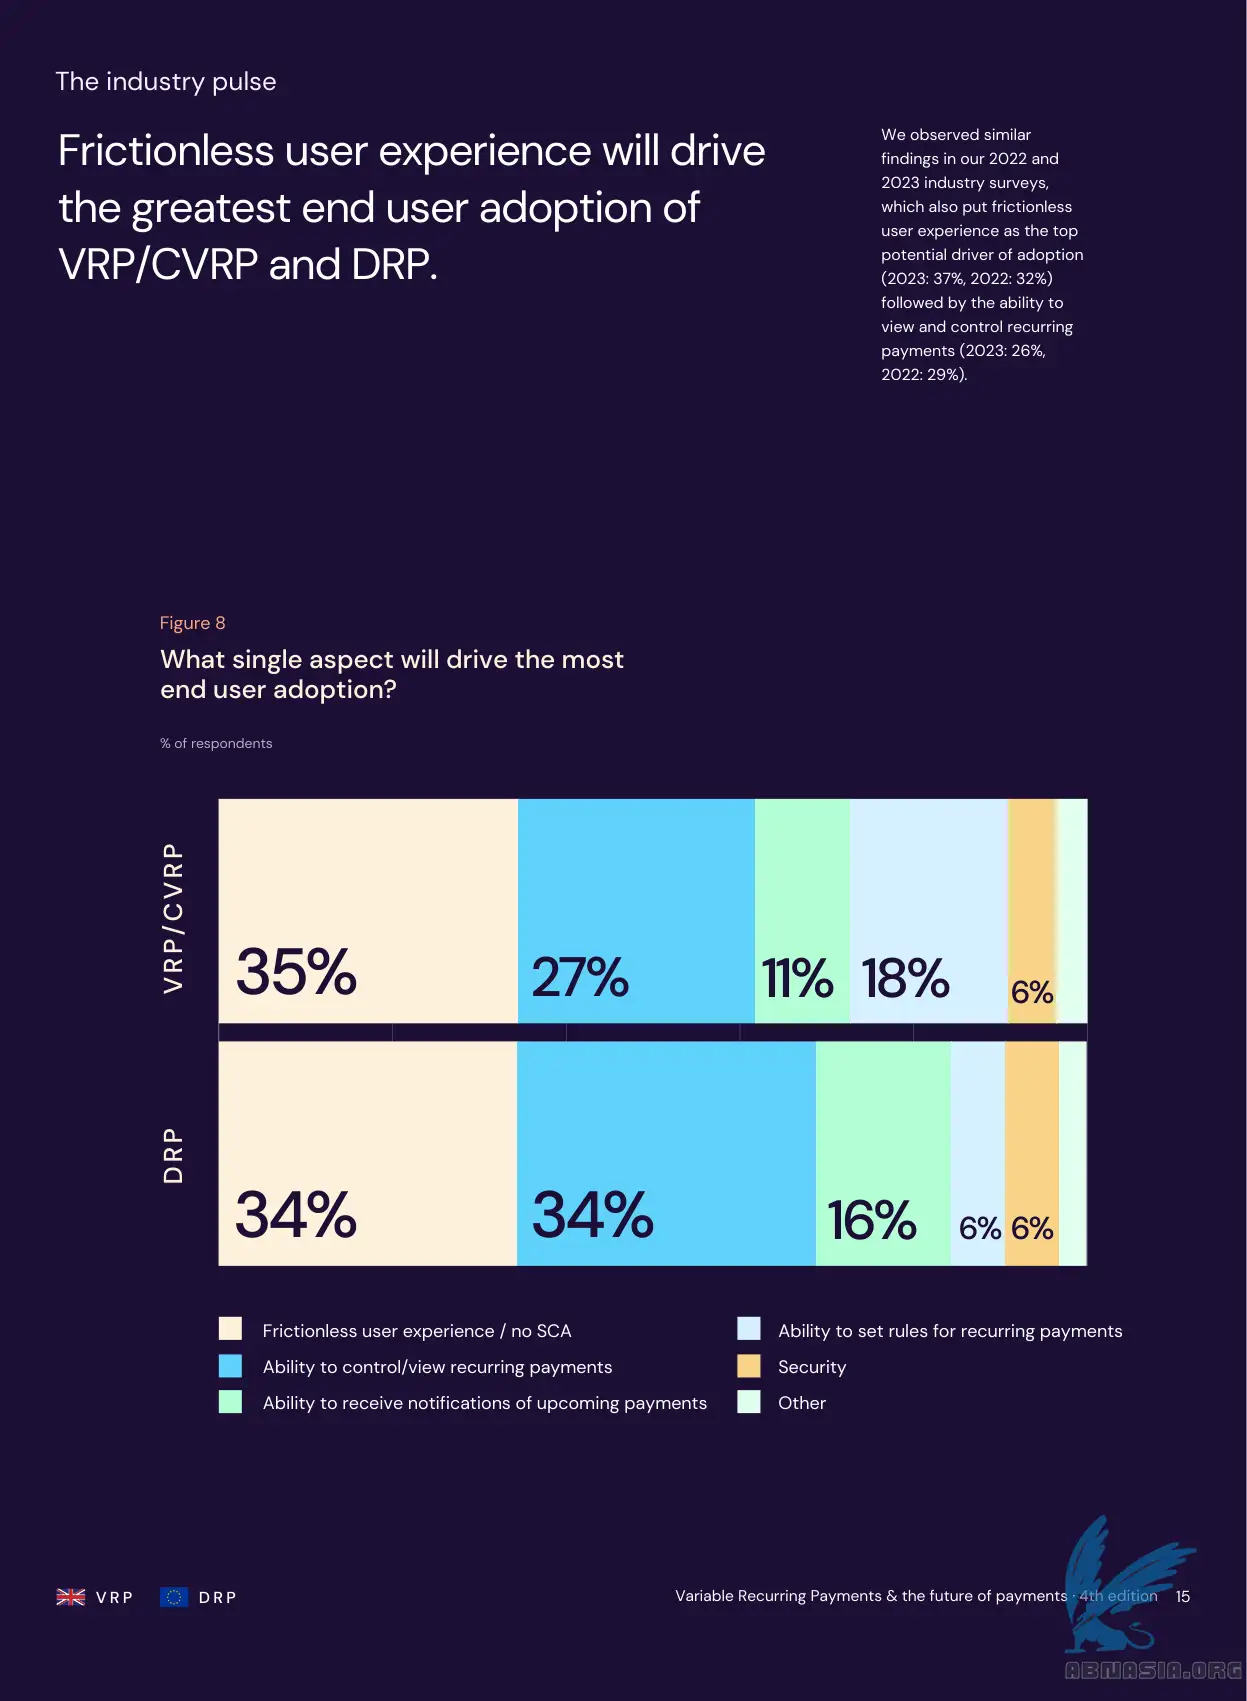 The industry pulse
Frictionless user experience will drive
the greatest end user adoption of
VRP/CVRP and DRP.
We observed similar
findings in our 2022 and
2023 industry surveys,
which also put frictionless
user experience as the top
potential driver of adoption
(2023: 37%, 2022: 32%)
followed by the ability to
view and control recurring
payments (2023: 26%,
2022: 29%).
Figure 8
What single aspect will drive the most
end user adoption?
% of respondents
VRP/CVRP
35%
27%
11%
18%
6%
DRP
34%
34%
16%
6%
6%
Frictionless user experience / no SCA
Ability to control/view recurring payments
Ability to receive notifications of upcoming payments
Ability to set rules for recurring payments
Security
Other
VRP
DRP
Variable Recurring Payments & the future of payments · 4th edition
15
ABNASIA.ORG